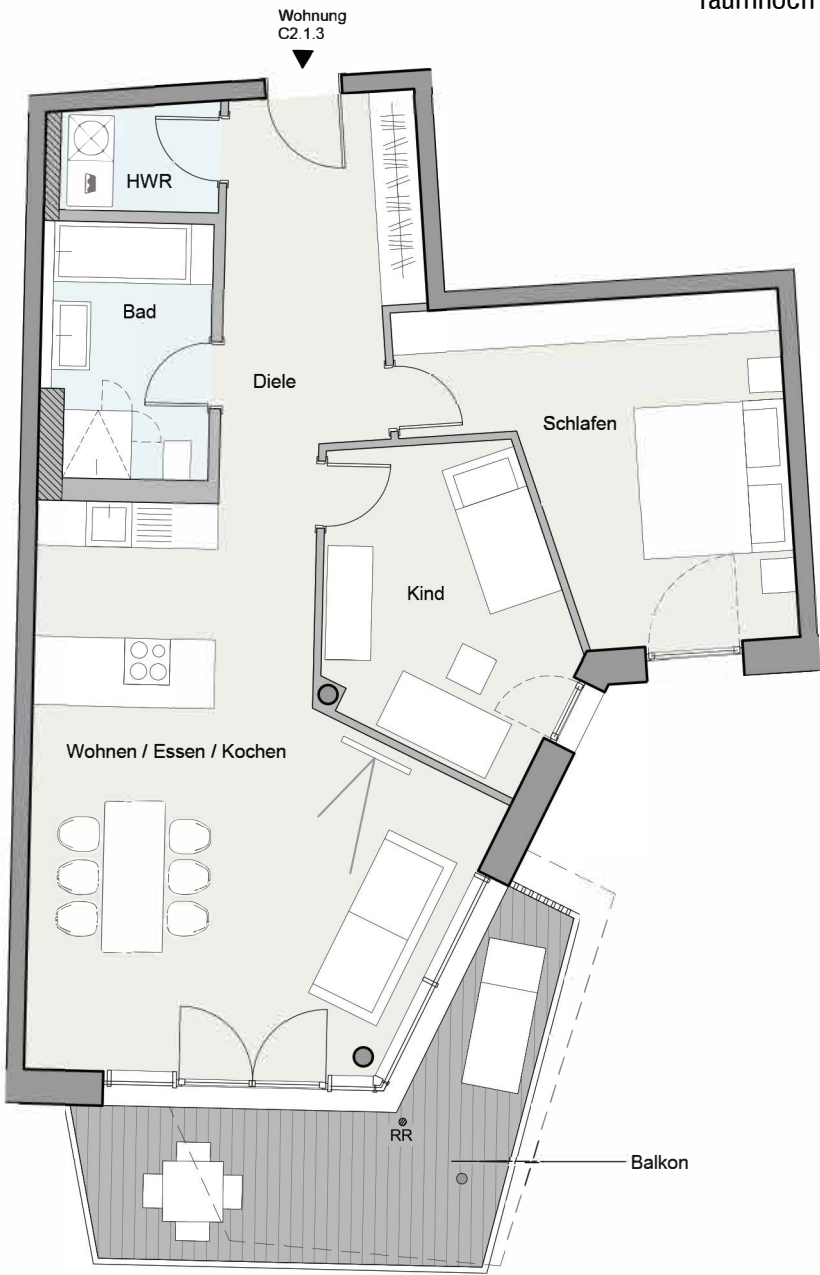 raumhoch
Wohnung
C2.1.3
HWR
Bad
Diele
Schlafen
Kind
Wohnen / Essen / Kochen
RR
Balkon